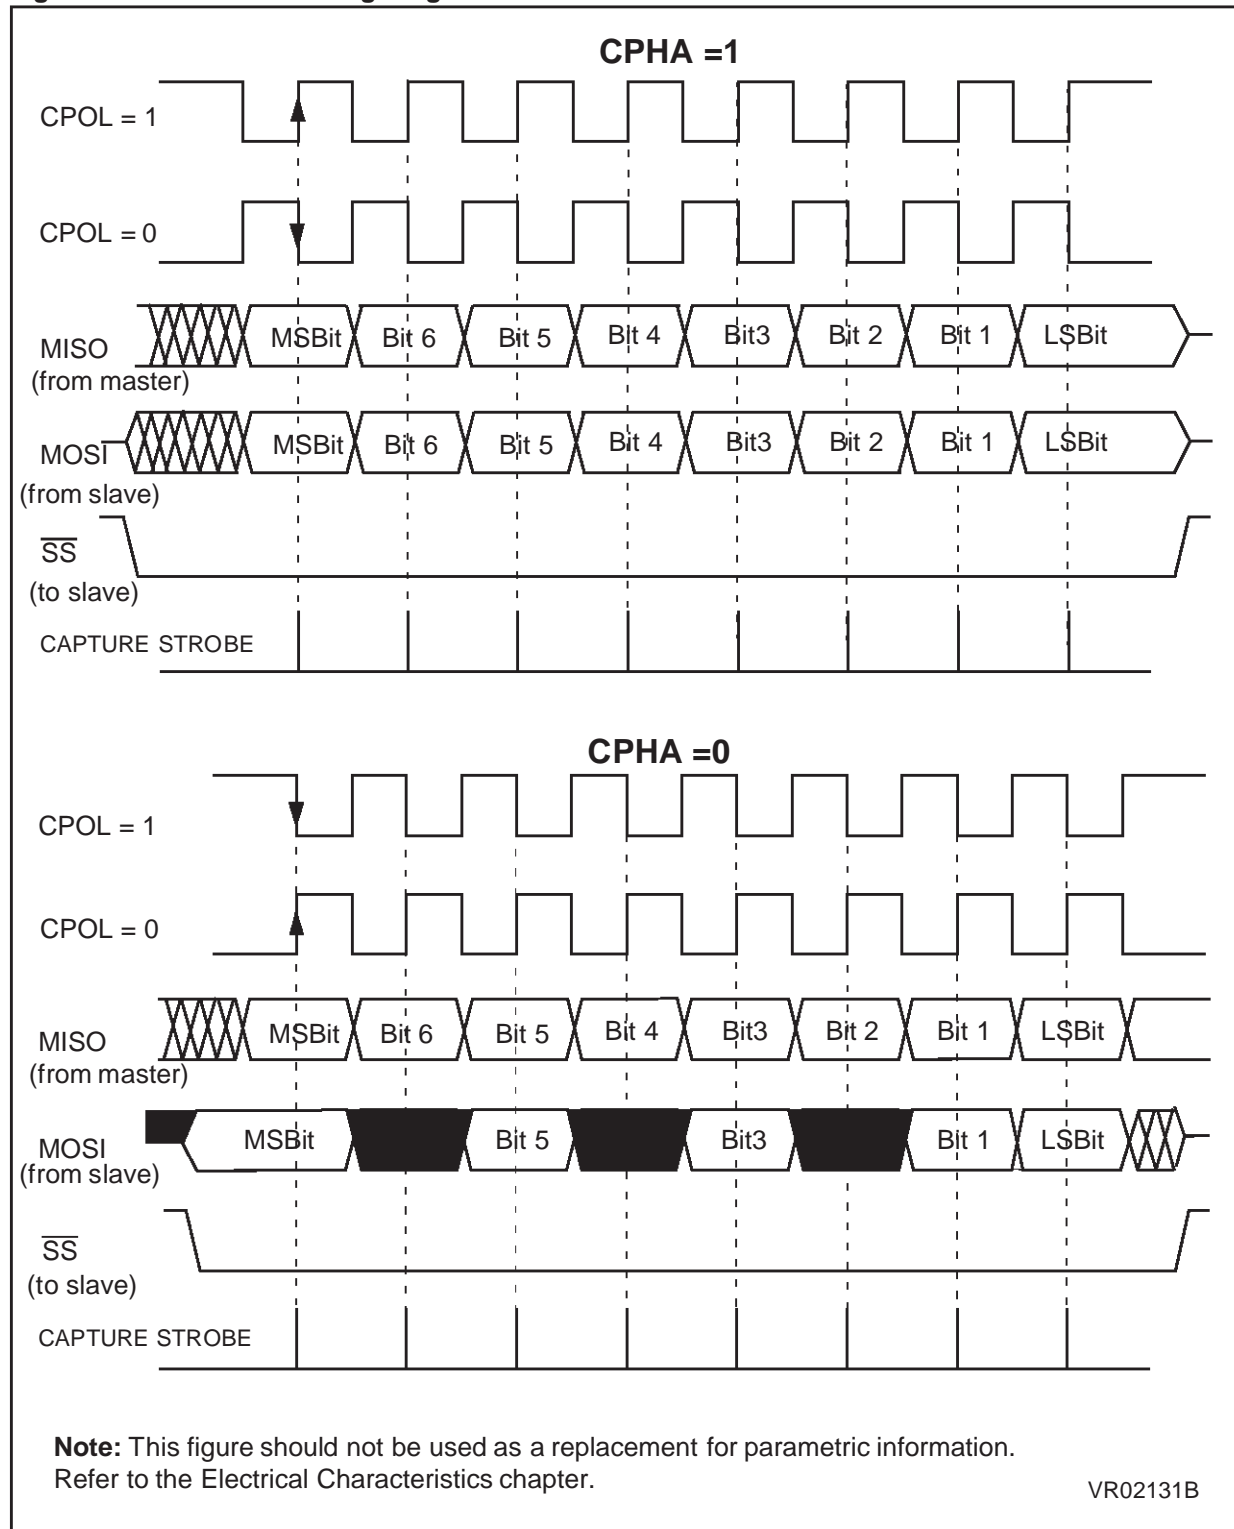 CPHA =1
CPOL = 1
CPOL = 0
MISO
(from master)
MSBit Bit 6 Bit 5 Bit 4 Bit3 Bit 2 Bit 1 LSBit
MOSI
(from slave)
MSBit Bit 6 Bit 5 Bit 4 Bit3 Bit 2 Bit 1 LSBit
SS
(to slave)
CAPTURE STROBE
CPHA =0
CPOL = 1
CPOL = 0
MISO
(from master)
MSBit Bit 6 Bit 5 Bit 4 Bit3 Bit 2 Bit 1 LSBit
MOSI
(from slave)
MSBit Bit 5 Bit3 Bit 1 LSBit
SS
(to slave)
CAPTURE STROBE
Note: This figure should not be used as a replacement for parametric information.
Refer to the Electrical Characteristics chapter.
VR02131B